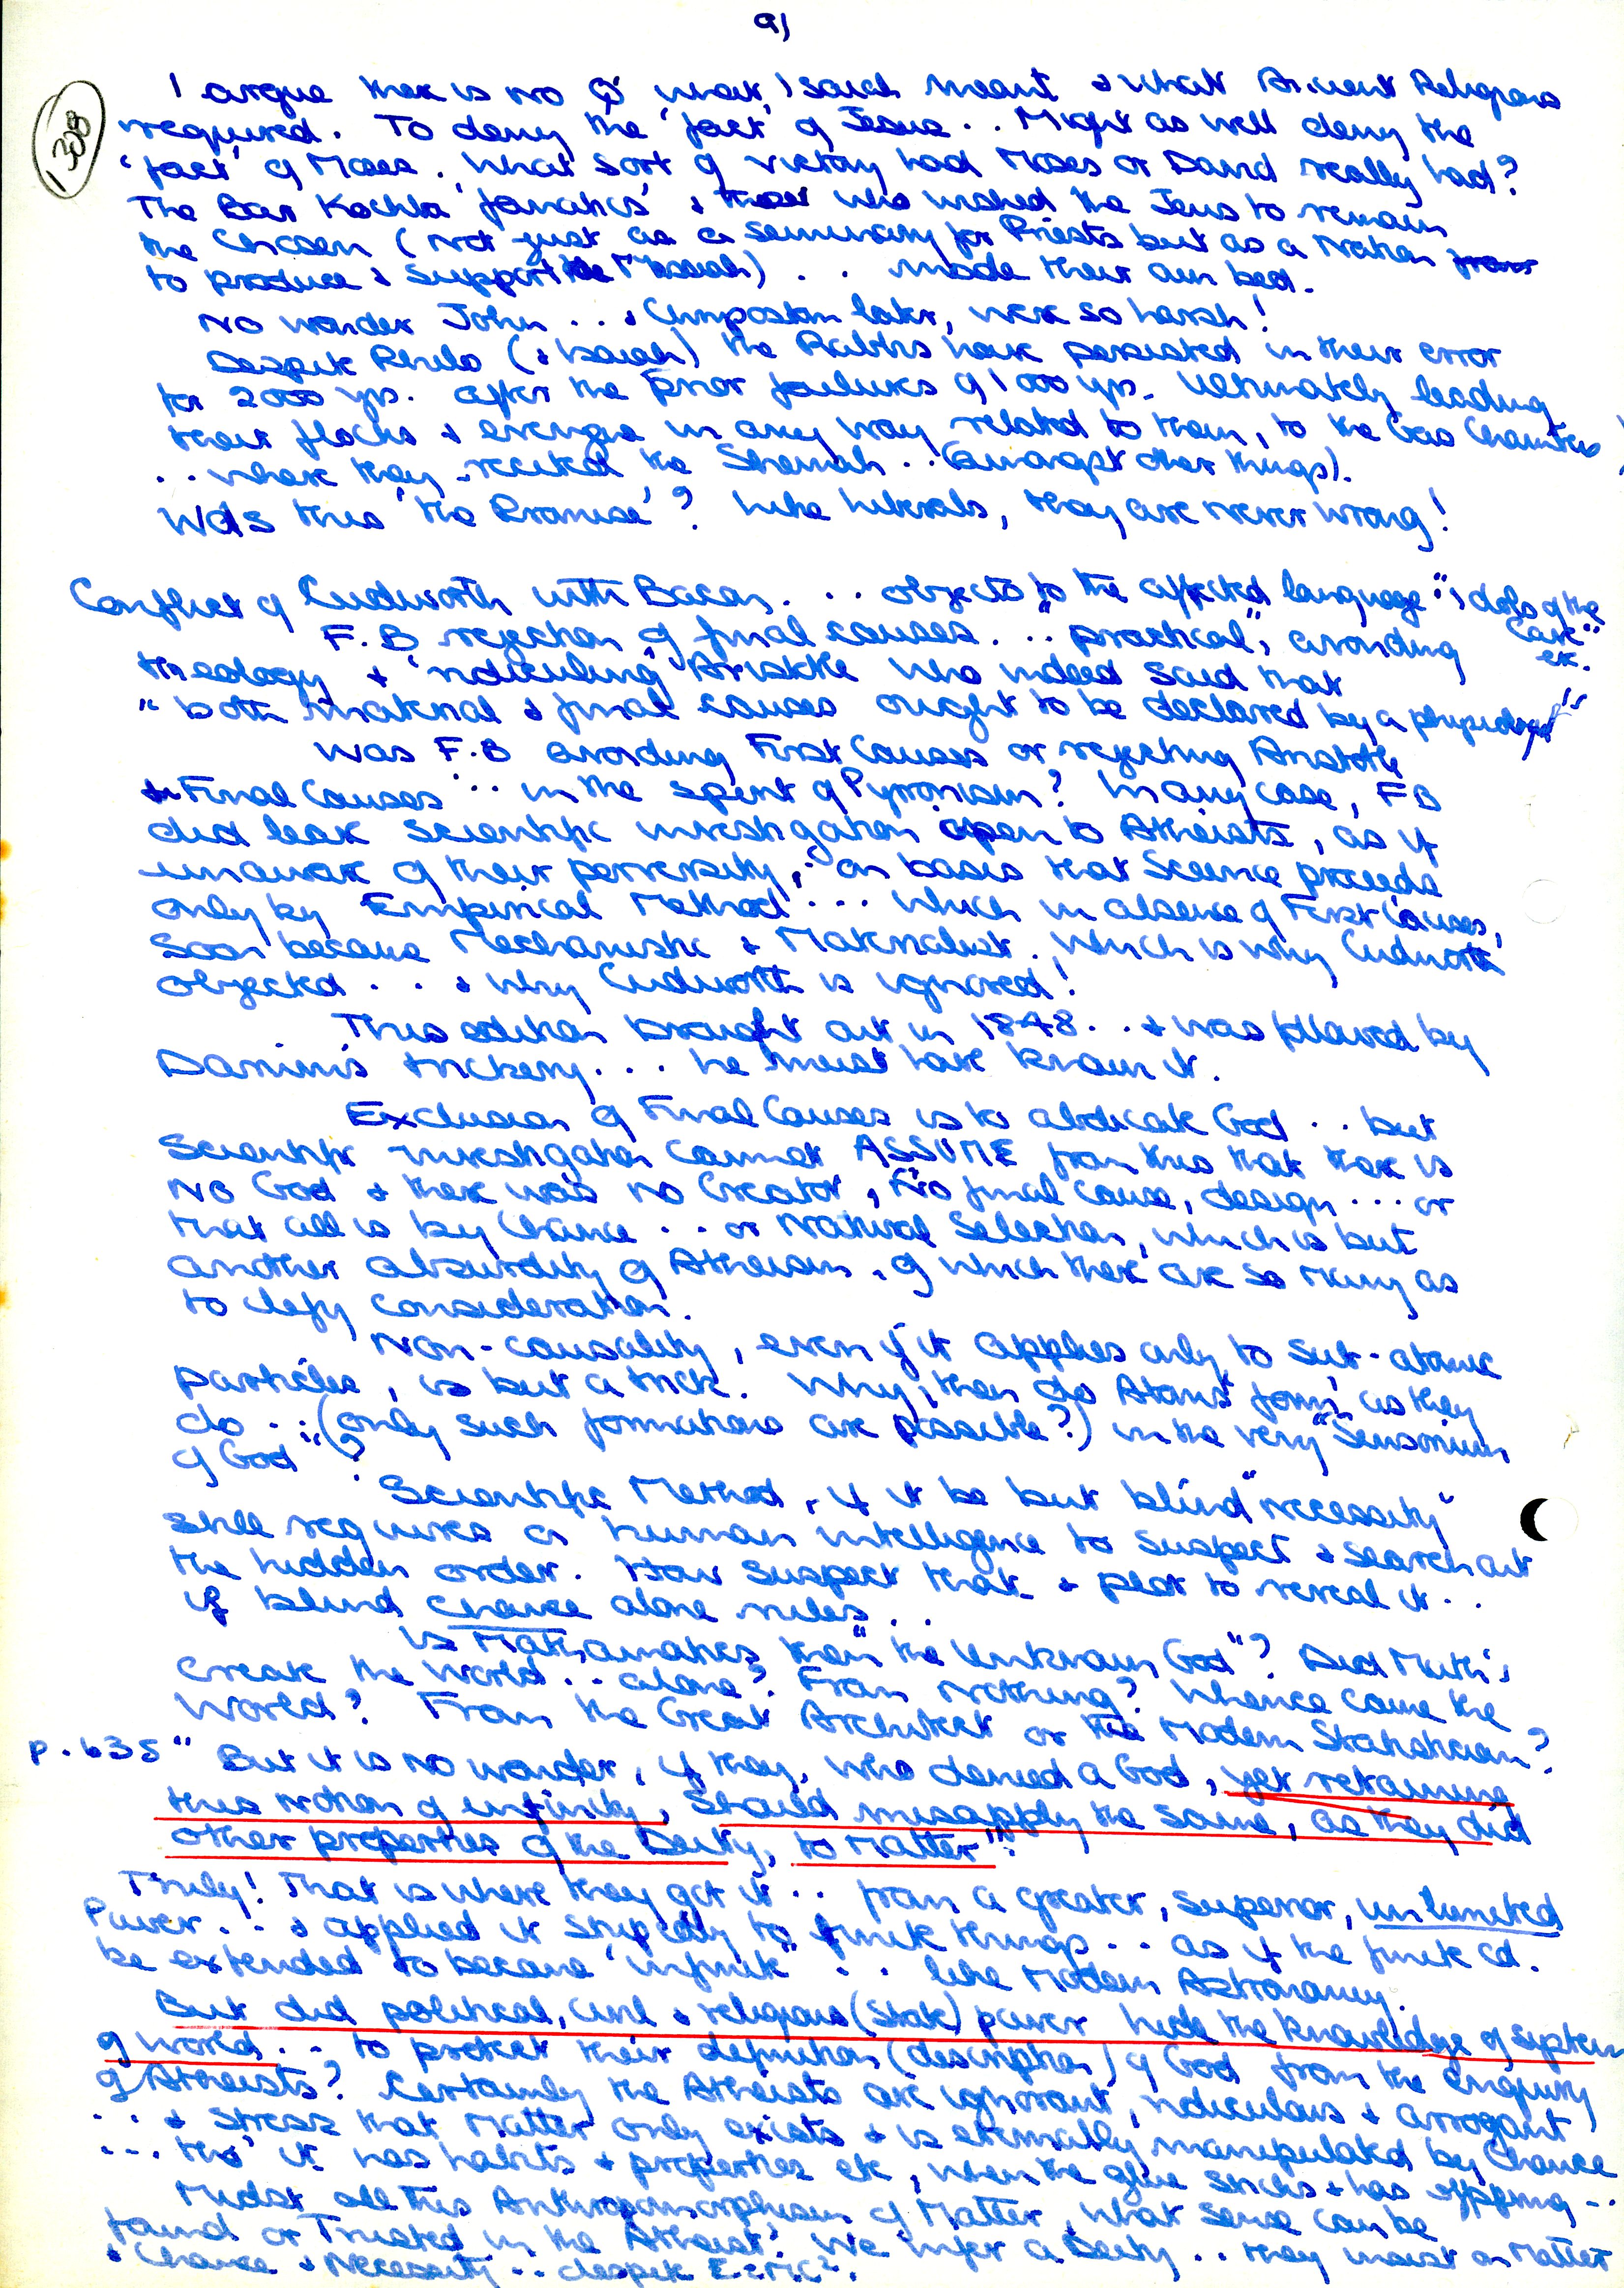 9)
1308
I argue there is no Q' what I said meant & what Ancient Religions
required. To deny the 'fact' of Jesus .. Might as well deny the
'fact' of Moses. What sort of victory had Moses or David really had?
The Bar Kochba 'fanatics' & those who wished the Jews to remain
the Chosen (not just as a seminary for Priests but as a Nation from
to produce & support the Messiah) .. made their own bed.
No wonder John ... & Chrysostom later, were so harsh!
Despite Philo (& Isaiah) the Rabbis have persisted in their error
for 2000 yrs. after the prior failures of 1000 yrs. Ultimately leading
their flocks & everyone in any way related to them, to the Gas Chambers
.. where they recited the Shemah .. (amongst other things).
Was this 'the Promise'? Like Liberals, they are never wrong!
Conflict of Cudworth with Bacon ... objects to the affected language "idols of the
Cave" etc.
F.B rejection of final causes ... "practical", avoiding
theology & 'ridiculing' Aristotle who indeed said that
"both material & final causes ought to be declared by a physiologist"
Was F.B avoiding First Causes or rejecting Aristotle
& Final Causes .. in the spirit of Pyrronism? In any case, FB
did leave scientific investigation open to Atheists, as if
unaware of their perversity, on basis that Science proceeds
only by Empirical Method ... which in absence of First Causes,
soon became Mechanistic & Materialist. Which is why Cudworth
objected ... & why Cudworth is ignored!
This edition brought out in 1848 .. & was followed by
Darwin's trickery ... he must have known it.
Exclusion of Final Causes is to abdicate God .. but
Scientific investigation cannot ASSUME from this that there is
No God & there was no Creator, no final cause, design ... or
that all is by Chance .. or Natural Selection, which is but
another absurdity of Atheism, of which there are so many as
to defy consideration.
Non-causality, even if it applies only to sub-atomic
particles, is but a trick. Why, then do Atoms 'form' as they
do .. (only such formations are possible?) in the very "Sensorium
of God"?
Scientific Method, if it be but blind "necessity"
still requires a human intelligence to suspect & search out
the hidden order. How suspect that & plot to reveal it ..
if blind chance alone rules ..
Is Mathamatics then "the Unknown God"? Did Math's
create the World .. alone? From Nothing? Whence came the
World? From the Great Architect or the Modern Statistician?
p. 635 "But it is no wonder, if they, who denied a God, yet retaining
this notion of infinity, should misapply the same, as they did
other properties of the Deity, to Matter".
Truly! That is where they got it .. from a greater, superior, unlimited
Power .. & applied it stupidly to finite things .. as if the finite cd.
be extended to become 'infinite' .. like Modern Astronomy.
But did political, civil & religious (State) power hide the knowledge of System
of World .. to protect their definition (description) of God from the enquiry
of Atheists? Certainly the Atheists are ignorant, ridiculous & arrogant
... & stress that Matter only exists & is eternally manipulated by Chance
... tho' it has habits & properties etc, when the glue sticks & has
Midst all this Anthropomorphism of Matter, what sense can be
found or Trusted in the Atheist? We infer a Deity .. they insist on Matter
& Chance & Necessity .. despite E=MC².